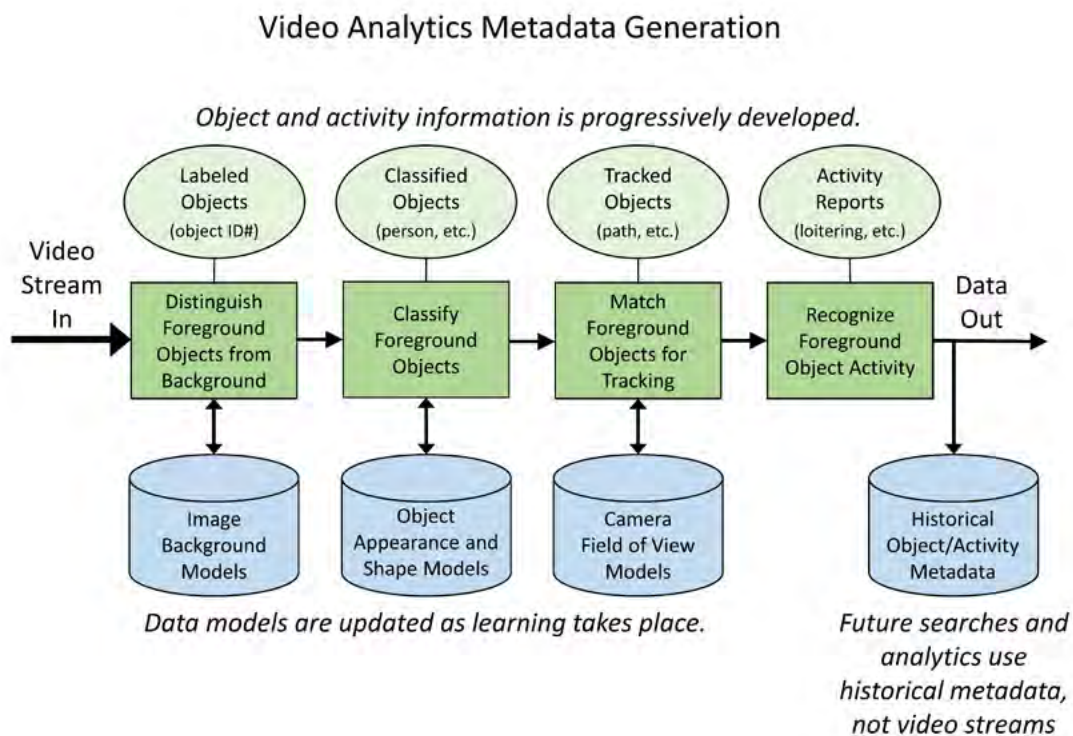 Video Analytics Metadata Generation
Object and activity information is progressively developed.
Labeled
Objects
(object ID#)
Classified
Objects
(person, etc.)
Tracked
Objects
(path, etc.)
Activity
Reports
(loitering, etc.)
Video
Stream
In
Distinguish
Foreground
Objects from
Background
Classify
Foreground
Objects
Match
Foreground
Objects for
Tracking
Recognize
Foreground
Object Activity
Data
Out
Image
Background
Models
Object
Appearance and
Shape Models
Camera
Field of View
Models
Historical
Object/Activity
Metadata
Data models are updated as learning takes place.
Future searches and
analytics use
historical metadata,
not video streams